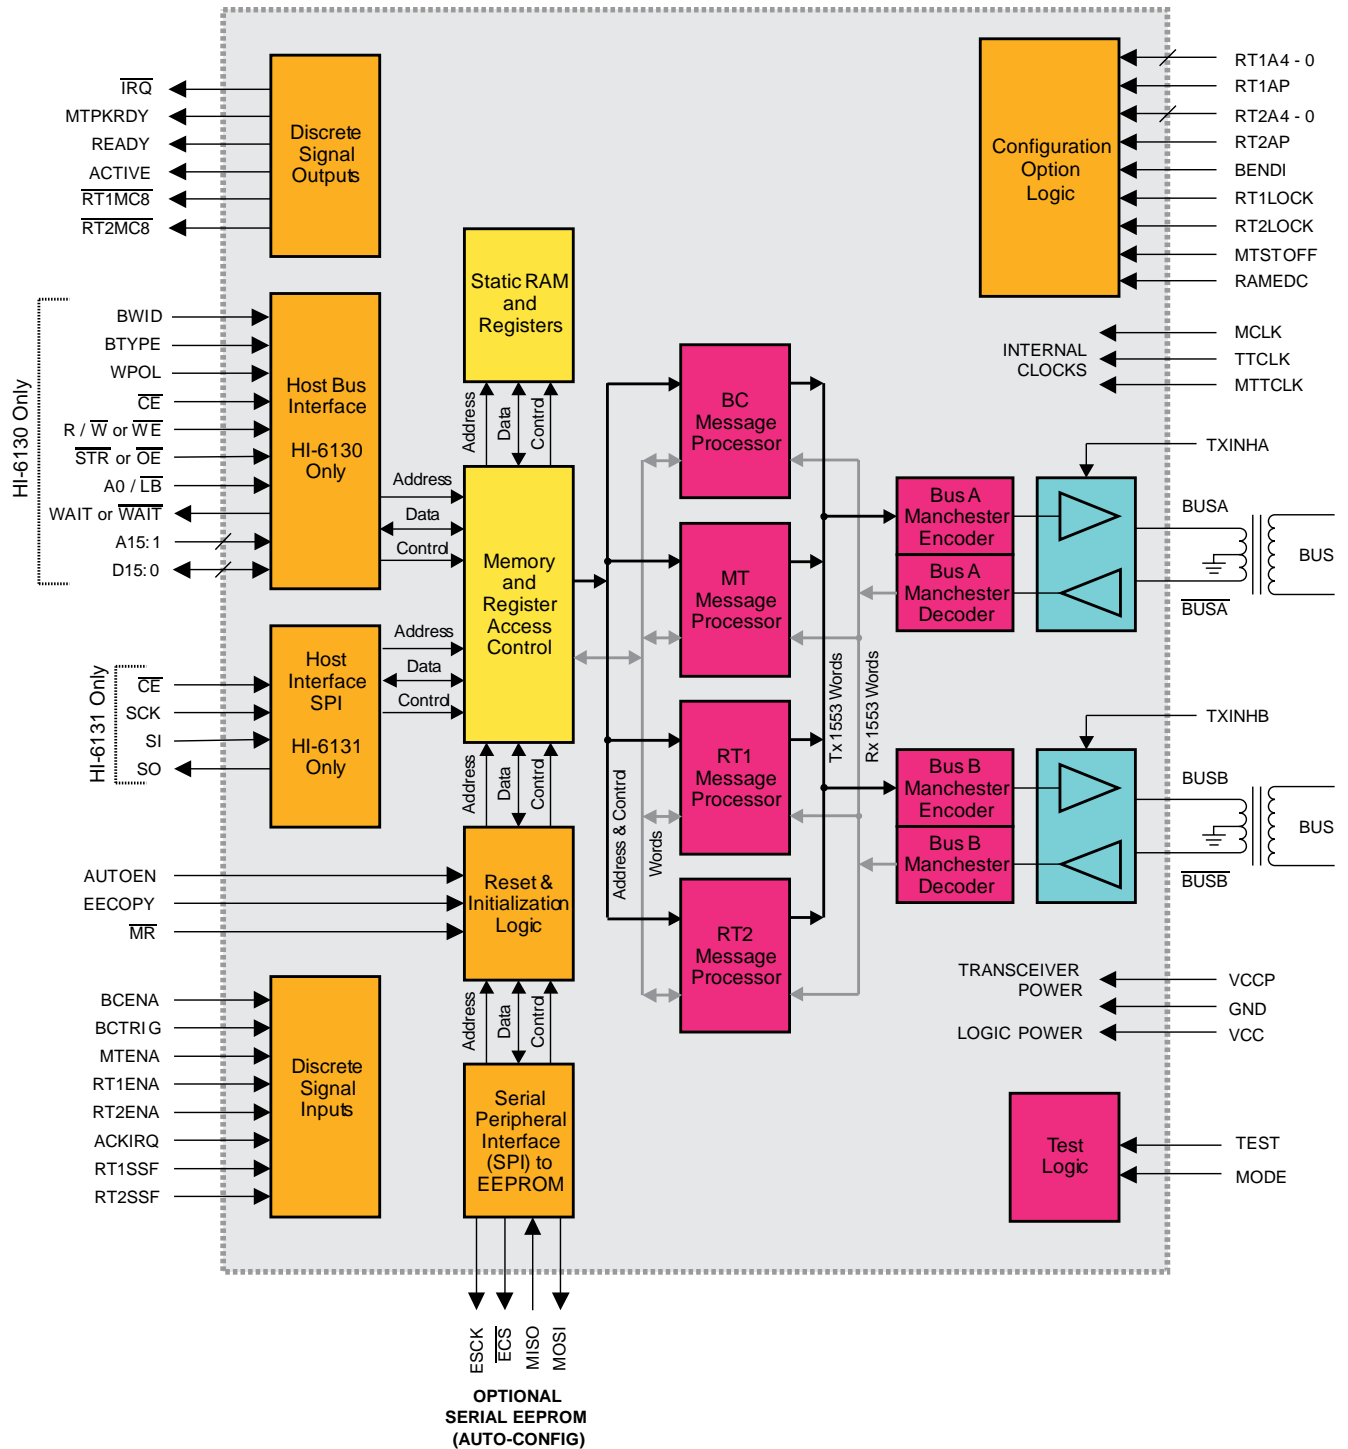 IRQ
MTPKRDY
READY
ACTIVE
RT1MC8
RT2MC8
Discrete
Signal
Outputs
Configuration
Option
Logic
RT1A4 - 0
RT1AP
RT2A4 - 0
RT2AP
BENDI
RT1LOCK
RT2LOCK
MTSTOFF
RAMEDC
INTERNAL
CLOCKS
MCLK
TTCLK
MTTCLK
HI-6130 Only
BWID
BTYPE
WPOL
CE
R / W or WE
STR or OE
A0 / LB
WAIT or WAIT
A15:1
D15:0
Host Bus
Interface
HI-6130
Only
Address
Data
Control
Static RAM
and
Registers
Address
Data
Control
Memory
and
Register
Access
Control
HI-6131 Only
CE
SCK
SI
SO
Host
Interface
SPI
HI-6131
Only
Address
Data
Control
Address
Data
Control
AUTOEN
EECOPY
MR
Reset &
Initialization
Logic
Address
Data
Control
BCENA
BCTRIG
MTENA
RT1ENA
RT2ENA
ACKIRQ
RT1SSF
RT2SSF
Discrete
Signal
Inputs
Serial
Peripheral
Interface
(SPI) to
EEPROM
ESCK
ECS
MISO
MOSI
OPTIONAL
SERIAL EEPROM
(AUTO-CONFIG)
BC
Message
Processor
MT
Message
Processor
RT1
Message
Processor
RT2
Message
Processor
Address & Control
Words
Tx 1553 Words
Rx 1553 Words
Bus A
Manchester
Encoder
Bus A
Manchester
Decoder
TXINHA
BUSA
BUSA
BUS
Bus B
Manchester
Encoder
Bus B
Manchester
Decoder
TXINHB
BUSB
BUSB
BUS
TRANSCEIVER
POWER
LOGIC POWER
VCCP
GND
VCC
Test
Logic
TEST
MODE